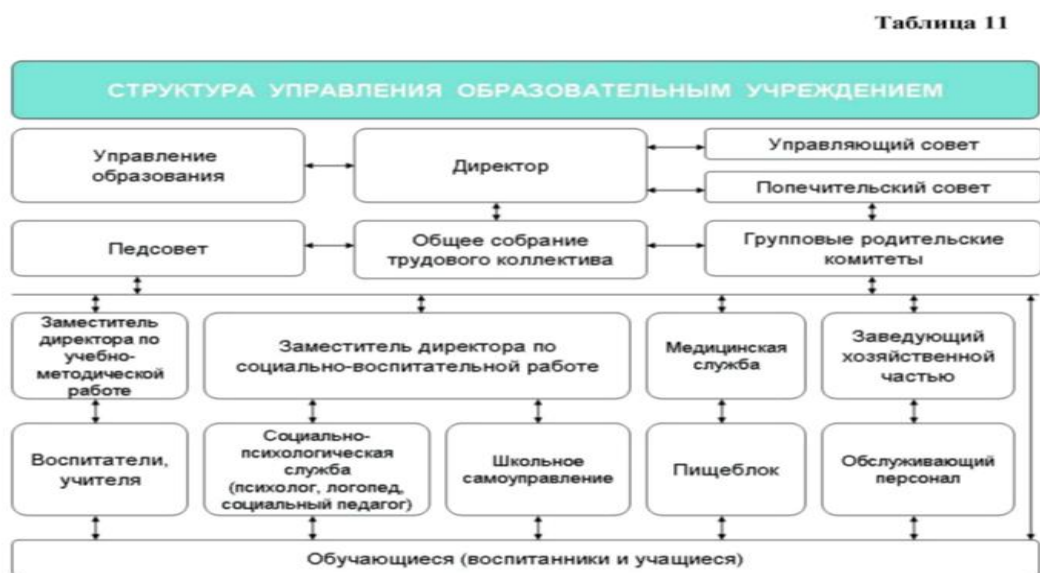 Таблица 11
СТРУКТУРА УПРАВЛЕНИЯ ОБРАЗОВАТЕЛЬНЫМ УЧРЕЖДЕНИЕМ
Управление
образования
Директор
Управляющий совет
Попечительский совет
Педсовет
Общее собрание
трудового коллектива
Групповые родительские
комитеты
Заместитель
директора по
учебно-
методической
работе
Заместитель директора по
социально-воспитательной работе
Медицинская
служба
Заведующий
хозяйственной
частью
Воспитатели,
учителя
Социально-
психологическая
служба
(психолог, логопед,
социальный педагог)
Школьное
самоуправление
Пищеблок
Обслуживающий
персонал
Обучающиеся (воспитанники и учащиеся)